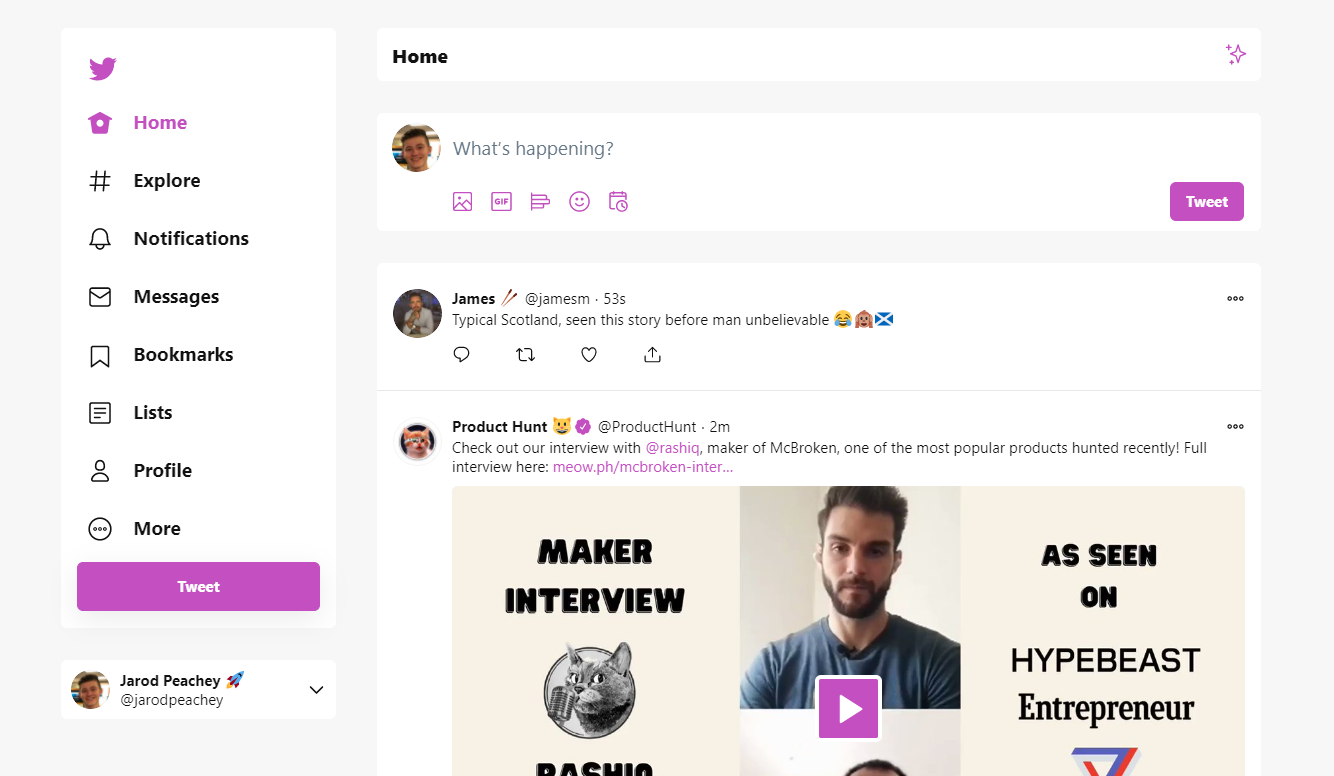 Home
Explore
Notifications
Messages
Bookmarks
Lists
Profile
More
Tweet
Jarod Peachey 🚀
@jarodpeachey
Home
What's happening?
GIF
Tweet
James 🥢 @jamesm · 53s
Typical Scotland, seen this story before man unbelievable 😂🙉🏴󠁧󠁢󠁳󠁣󠁴󠁿
Product Hunt 😺 @ProductHunt · 2m
Check out our interview with @rashiq, maker of McBroken, one of the most popular products hunted recently! Full
interview here: meow.ph/mcbroken-inter…
MAKER
INTERVIEW
RASHIQ
AS SEEN
ON
HYPEBEAST
Entrepreneur